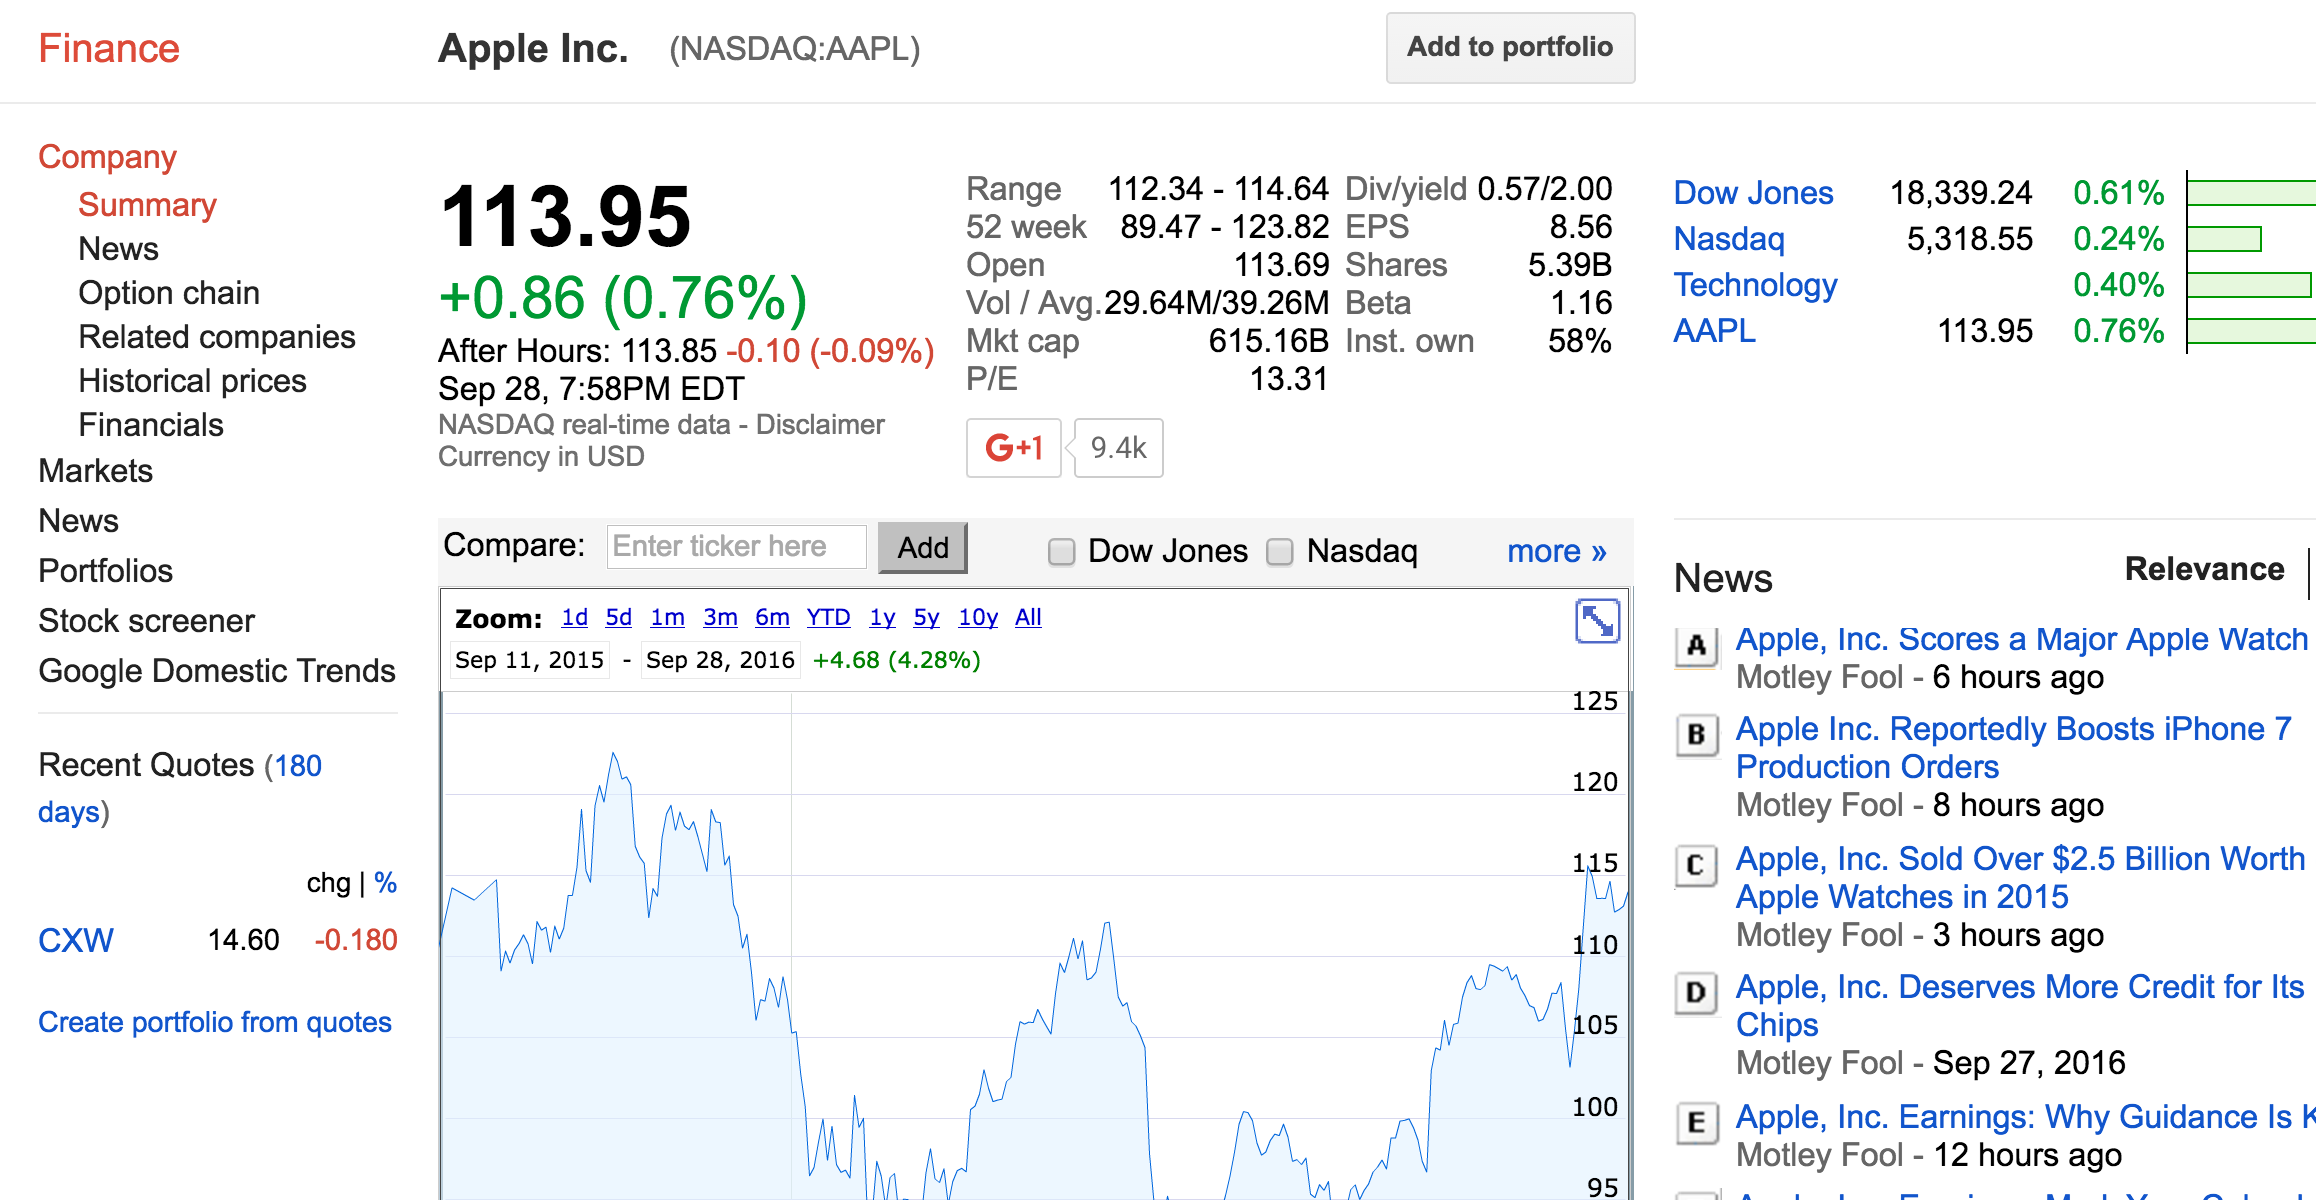 Finance
Apple Inc. (NASDAQ:AAPL)
Add to portfolio
Company
Summary
News
Option chain
Related companies
Historical prices
Financials
Markets
News
Portfolios
Stock screener
Google Domestic Trends
Recent Quotes (180
days)
chg | %
CXW 14.60 -0.180
Create portfolio from quotes
113.95
+0.86 (0.76%)
After Hours: 113.85 -0.10 (-0.09%)
Sep 28, 7:58PM EDT
NASDAQ real-time data - Disclaimer
Currency in USD
Range 112.34 - 114.64
52 week 89.47 - 123.82
Open 113.69
Vol / Avg. 29.64M/39.26M
Mkt cap 615.16B
P/E 13.31
Div/yield 0.57/2.00
EPS 8.56
Shares 5.39B
Beta 1.16
Inst. own 58%
G+1 9.4k
Dow Jones 18,339.24 0.61%
Nasdaq 5,318.55 0.24%
Technology 0.40%
AAPL 113.95 0.76%
Compare: Enter ticker here Add Dow Jones Nasdaq more »
Zoom: 1d 5d 1m 3m 6m YTD 1y 5y 10y All
Sep 11, 2015 - Sep 28, 2016 +4.68 (4.28%)
125
120
115
110
105
100
95
News
Relevance
A Apple, Inc. Scores a Major Apple Watch
Motley Fool - 6 hours ago
B Apple Inc. Reportedly Boosts iPhone 7
Production Orders
Motley Fool - 8 hours ago
C Apple, Inc. Sold Over $2.5 Billion Worth
Apple Watches in 2015
Motley Fool - 3 hours ago
D Apple, Inc. Deserves More Credit for Its
Chips
Motley Fool - Sep 27, 2016
E Apple, Inc. Earnings: Why Guidance Is
Motley Fool - 12 hours ago